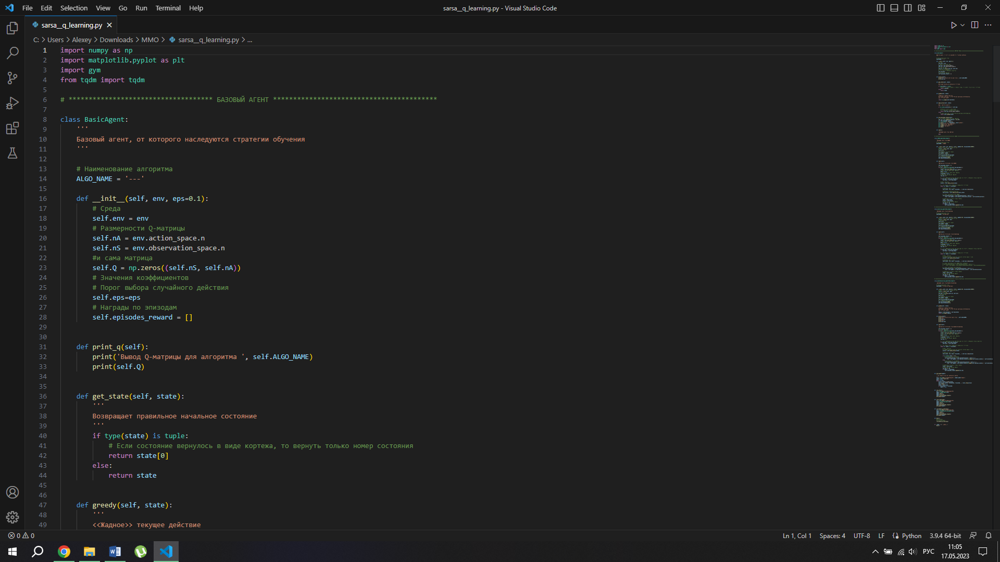 File Edit Selection View Go Run Terminal Help
sarsa__q_learning.py - Visual Studio Code
sarsa__q_learning.py
C: > Users > Alexey > Downloads > MMO > sarsa__q_learning.py > ...
1 import numpy as np
2 import matplotlib.pyplot as plt
3 import gym
4 from tqdm import tqdm
5
6 # ************************************ БАЗОВЫЙ АГЕНТ *****************************************
7
8 class BasicAgent:
9 '''
10 Базовый агент, от которого наследуются стратегии обучения
11 '''
12
13 # Наименование алгоритма
14 ALGO_NAME = '---'
15
16 def __init__(self, env, eps=0.1):
17 # Среда
18 self.env = env
19 # Размерности Q-матрицы
20 self.nA = env.action_space.n
21 self.nS = env.observation_space.n
22 #и сама матрица
23 self.Q = np.zeros((self.nS, self.nA))
24 # Значения коэффициентов
25 # Порог выбора случайного действия
26 self.eps=eps
27 # Награды по эпизодам
28 self.episodes_reward = []
29
30
31 def print_q(self):
32 print('Вывод Q-матрицы для алгоритма ', self.ALGO_NAME)
33 print(self.Q)
34
35
36 def get_state(self, state):
37 '''
38 Возвращает правильное начальное состояние
39 '''
40 if type(state) is tuple:
41 # Если состояние вернулось в виде кортежа, то вернуть только номер состояния
42 return state[0]
43 else:
44 return state
45
46
47 def greedy(self, state):
48 '''
49 <<Жадное>> текущее действие
0 0
Ln 1, Col 1 Spaces: 4 UTF-8 LF Python 3.9.4 64-bit
РУС
11:05
17.05.2023